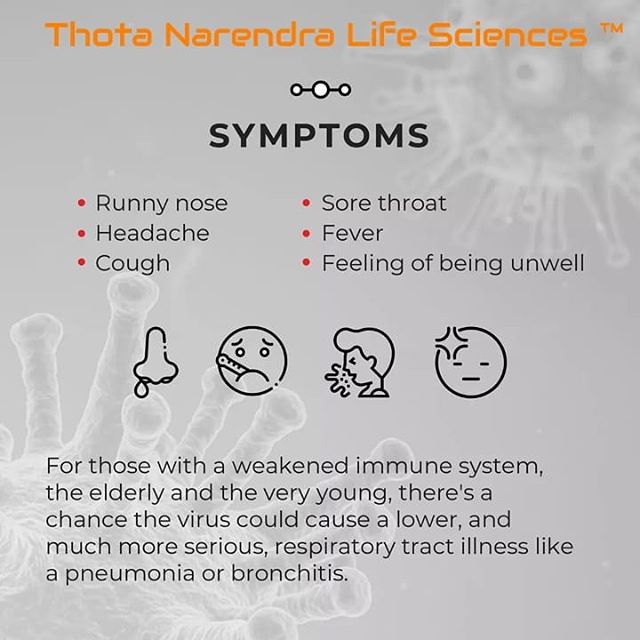 Thota Narendra Life Sciences ™
SYMPTOMS
• Runny nose
• Headache
• Cough
• Sore throat
• Fever
• Feeling of being unwell
For those with a weakened immune system,
the elderly and the very young, there's a
chance the virus could cause a lower, and
much more serious, respiratory tract illness like
a pneumonia or bronchitis.